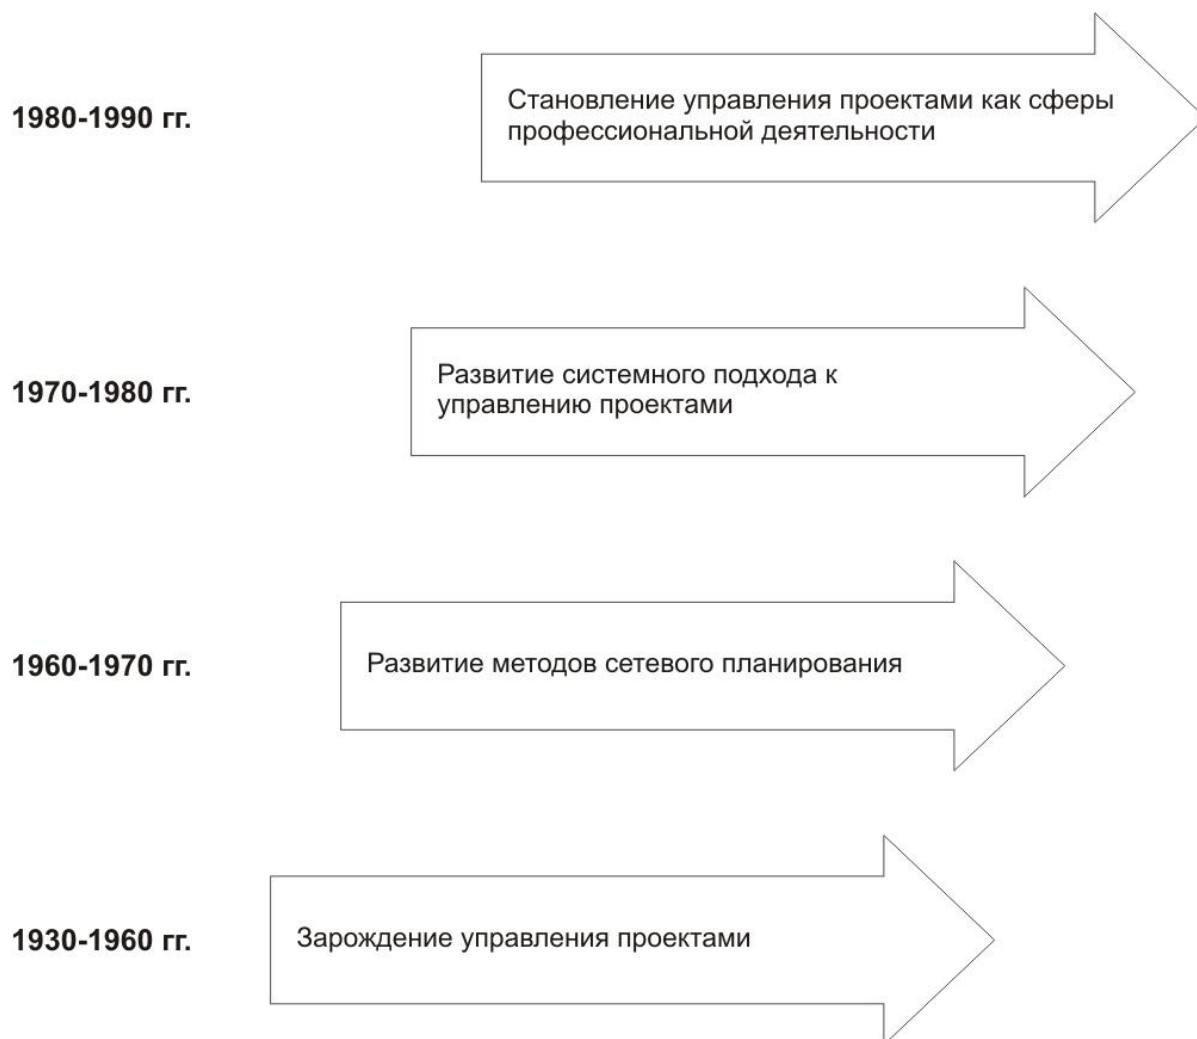 1980-1990 гг.
Становление управления проектами как сферы
профессиональной деятельности
1970-1980 гг.
Развитие системного подхода к
управлению проектами
1960-1970 гг.
Развитие методов сетевого планирования
1930-1960 гг.
Зарождение управления проектами